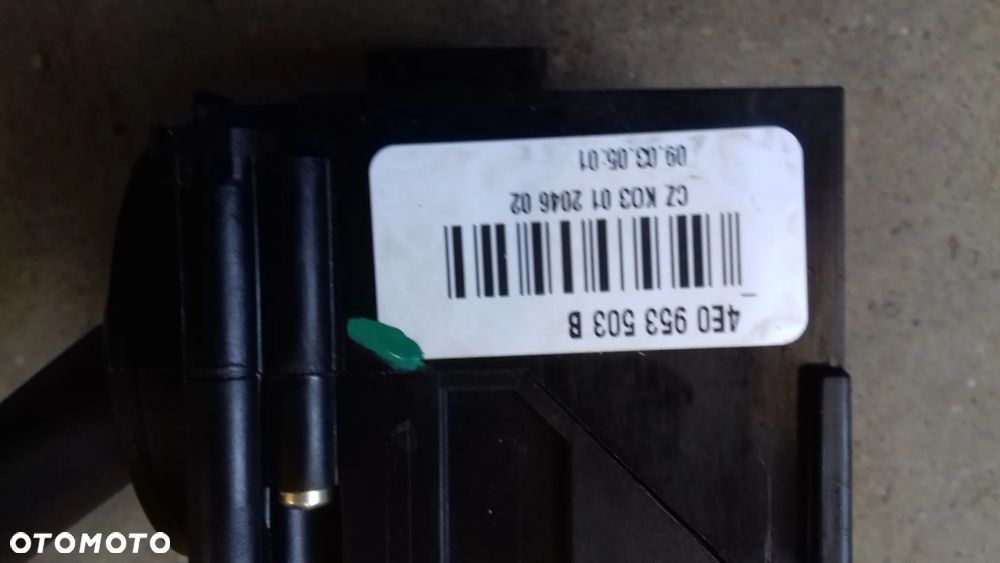 4E0 953 503 B
CZ K03 01 2046 02
09.03.05:01
OTOMOTO